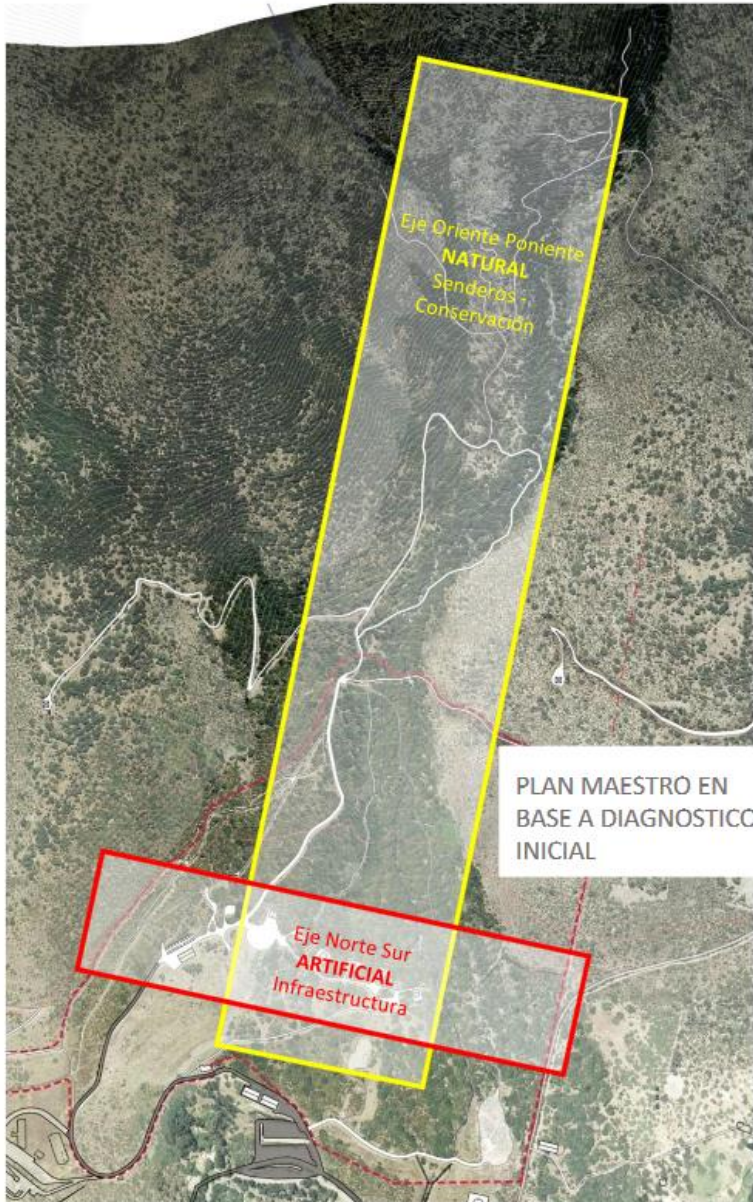 Eje Oriente Poniente
NATURAL
Senderos -
Conservación
PLAN MAESTRO EN
BASE A DIAGNOSTICO
INICIAL
Eje Norte Sur
ARTIFICIAL
Infraestructura